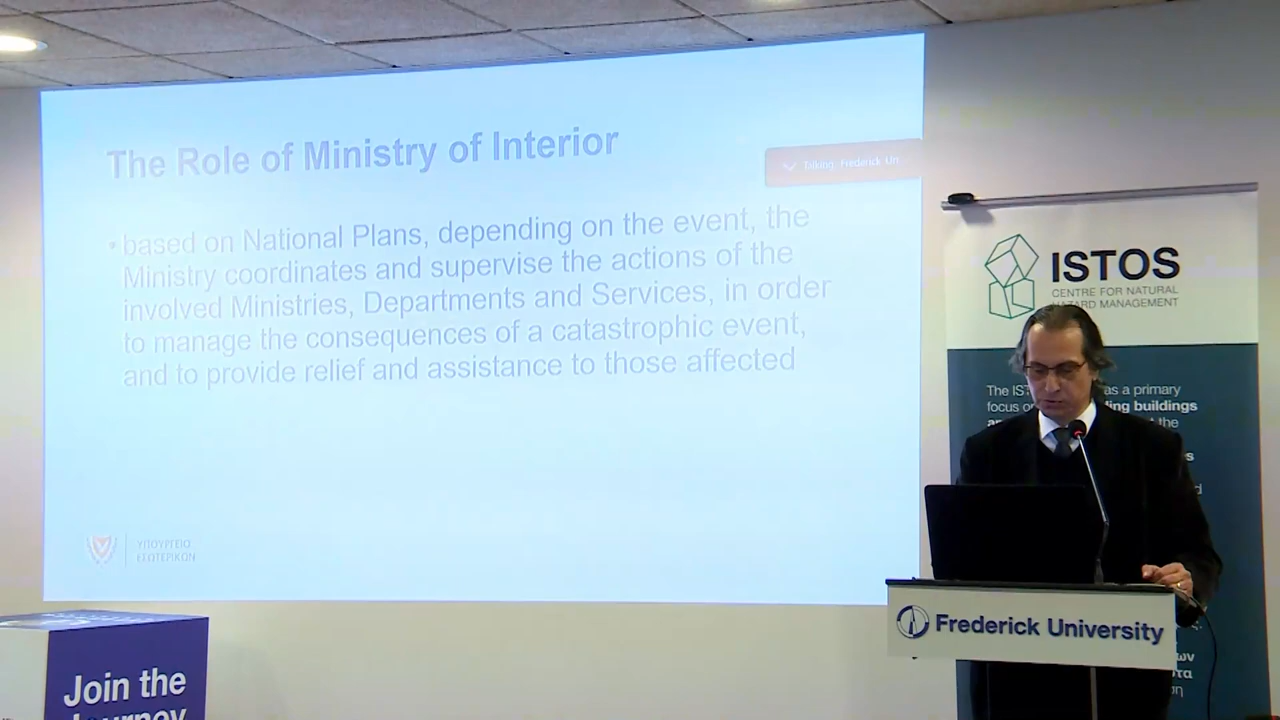 The Role of Ministry of Interior
Talking: Frederick Un
• based on National Plans, depending on the event, the
Ministry coordinates and supervise the actions of the
involved Ministries, Departments and Services, in order
to manage the consequences of a catastrophic event,
and to provide relief and assistance to those affected
ΥΠΟΥΡΓΕΙΟ
ΕΣΩΤΕΡΙΚΩΝ
ISTOS
CENTRE FOR NATURAL
HAZARD MANAGEMENT
The IST as a primary
focus o ing buildings
the
Frederick University
Join the
Journey